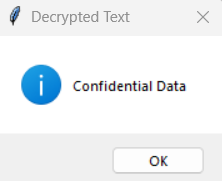 Decrypted Text
Confidential Data
OK